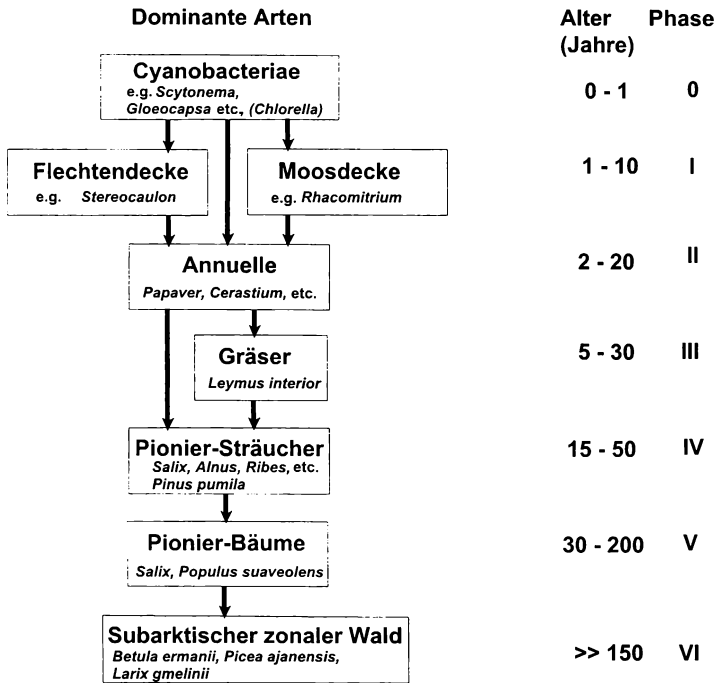 Dominante Arten
Alter Phase
(Jahre)
Cyanobacteriae
e.g. Scytonema,
Gloeocapsa etc., (Chlorella)
0 - 1 0
Flechtendecke
e.g. Stereocaulon
Moosdecke
e.g. Rhacomitrium
1 - 10 I
Annuelle
Papaver, Cerastium, etc.
2 - 20 II
Gräser
Leymus interior
5 - 30 III
Pionier-Sträucher
Salix, Alnus, Ribes, etc.
Pinus pumila
15 - 50 IV
Pionier-Bäume
Salix, Populus suaveolens
30 - 200 V
Subarktischer zonaler Wald
Betula ermanii, Picea ajanensis,
Larix gmelinii
>> 150 VI